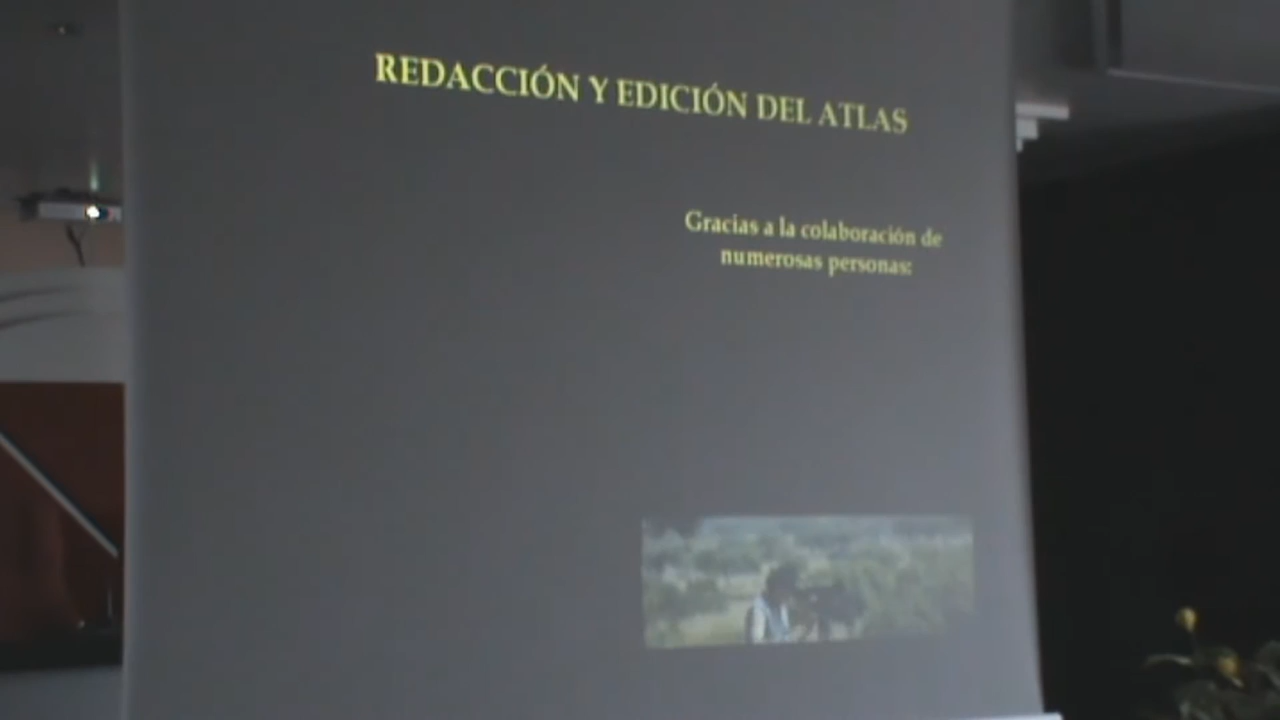 REDACCIÓN Y EDICIÓN DEL ATLAS
Gracias a la colaboración de
numerosas personas: